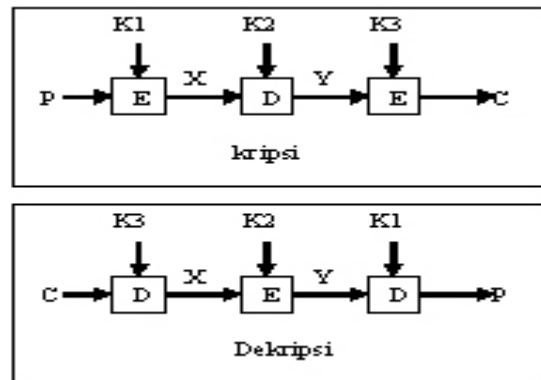 K1 K2 K3
X Y
P E D E C
kripsi
K3 K2 K1
X Y
C D E D P
Dekripsi